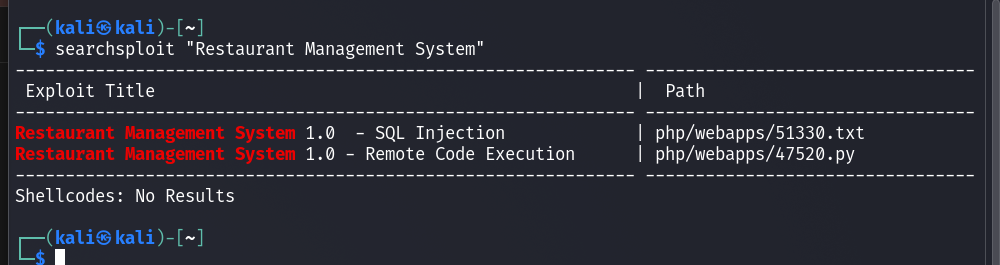 ┌──(kali㉿kali)-[~]
└─$ searchsploit "Restaurant Management System"
---------------------------------------------------------------- ---------------------------------
 Exploit Title                                                  |  Path
---------------------------------------------------------------- ---------------------------------
Restaurant Management System 1.0  - SQL Injection               | php/webapps/51330.txt
Restaurant Management System 1.0 - Remote Code Execution        | php/webapps/47520.py
---------------------------------------------------------------- ---------------------------------
Shellcodes: No Results
┌──(kali㉿kali)-[~]
└─$